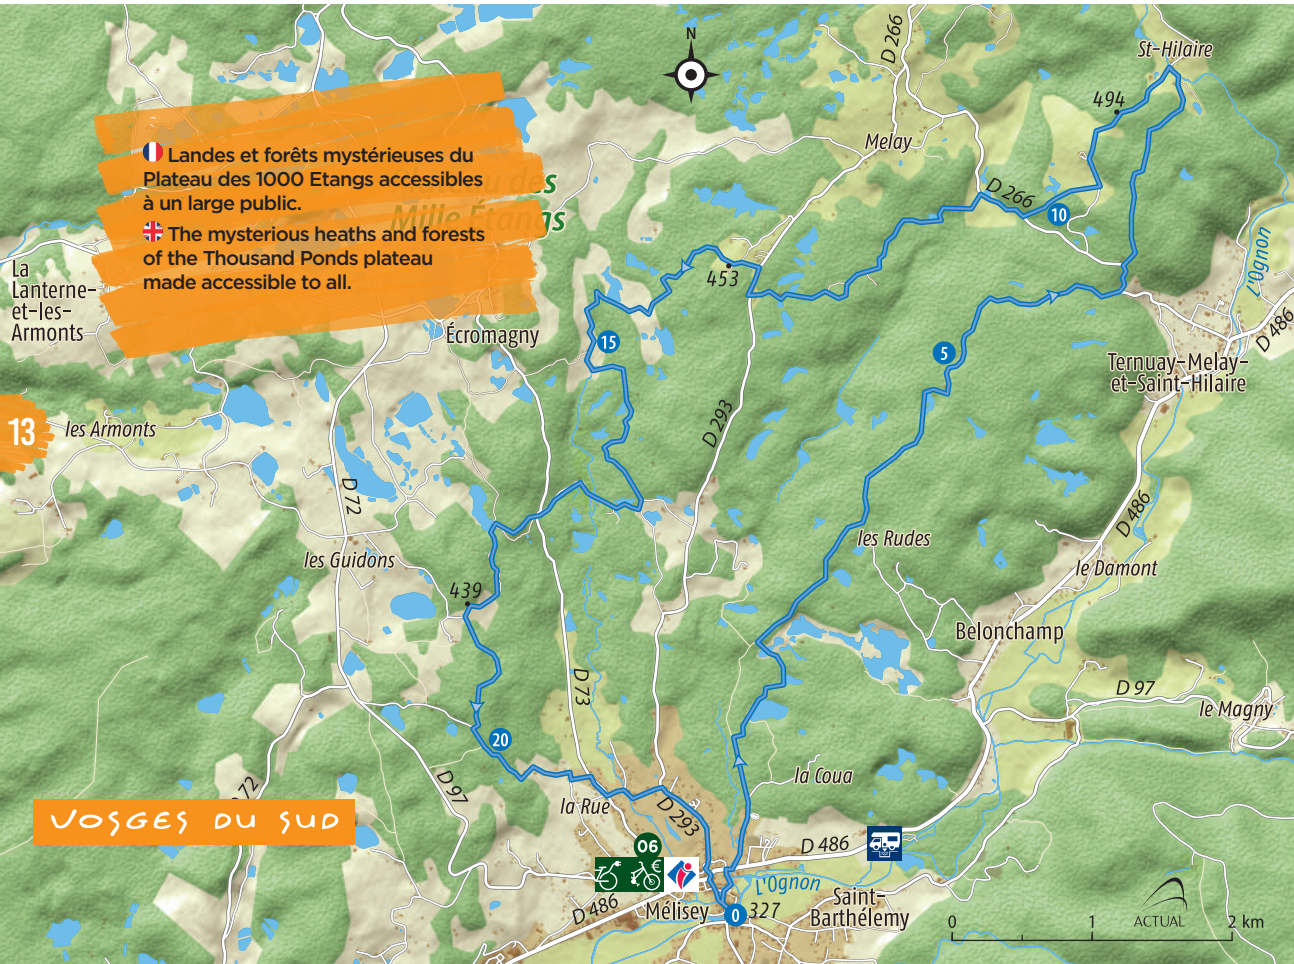 N
D 266
St-Hilaire
494
Melay
Landes et forêts mystérieuses du
Plateau des 1000 Etangs accessibles
à un large public.
des
Mille Étangs
The mysterious heaths and forests
of the Thousand Ponds plateau
made accessible to all.
D 266
10
L'Ognon
La
Lanterne-
et-les-
Armonts
453
D 486
Écromagny
15
5
Ternuay-Melay-
et-Saint-Hilaire
13
les Armonts
D 293
D 72
D 486
les Rudes
les Guidons
le Damont
439
Belonchamp
D 73
D 97
le Magny
20
la Coua
D 97
72
la Rue
D 293
VOSGES DU SUD
06
D 486
L'Ognon
D 486
Mélisey
0
327
Saint-
Barthélemy
0
1
2 km
ACTUAL